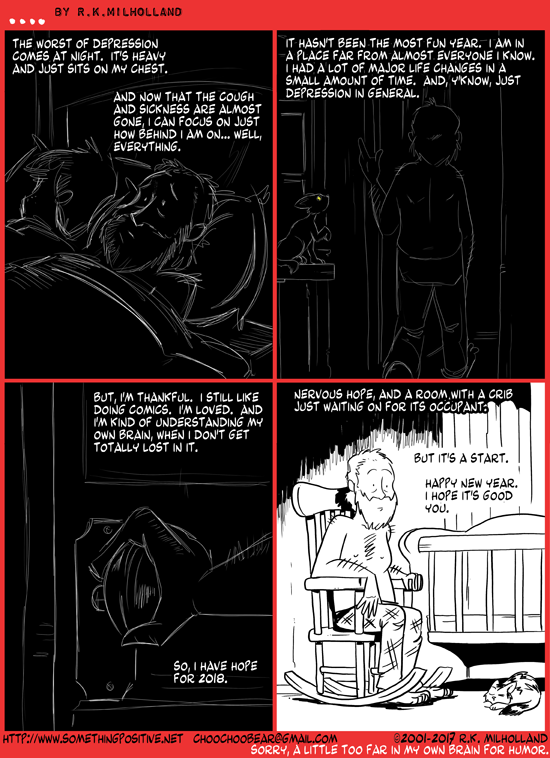 BY R.K.MILHOLLAND
THE WORST OF DEPRESSION
COMES AT NIGHT. IT'S HEAVY
AND JUST SITS ON MY CHEST.
AND NOW THAT THE COUGH
AND SICKNESS ARE ALMOST
GONE, I CAN FOCUS ON JUST
HOW BEHIND I AM ON... WELL,
EVERYTHING.
IT HASN'T BEEN THE MOST FUN YEAR. I AM IN
A PLACE FAR FROM ALMOST EVERYONE I KNOW.
I HAD A LOT OF MAJOR LIFE CHANGES IN A
SMALL AMOUNT OF TIME. AND, Y'KNOW, JUST
DEPRESSION IN GENERAL.
BUT, I'M THANKFUL. I STILL LIKE
DOING COMICS. I'M LOVED. AND
I'M KIND OF UNDERSTANDING MY
OWN BRAIN, WHEN I DON'T GET
TOTALLY LOST IN IT.
SO, I HAVE HOPE
FOR 2018.
NERVOUS HOPE, AND A ROOM WITH A CRIB
JUST WAITING ON FOR ITS OCCUPANT.
BUT IT'S A START.
HAPPY NEW YEAR.
I HOPE IT'S GOOD
YOU.
HTTP://WWW.SOMETHINGPOSITIVE.NET CHOOCHOOBEAR@GMAIL.COM ©2001-2017 R.K. MILHOLLAND
SORRY, A LITTLE TOO FAR IN MY OWN BRAIN FOR HUMOR.